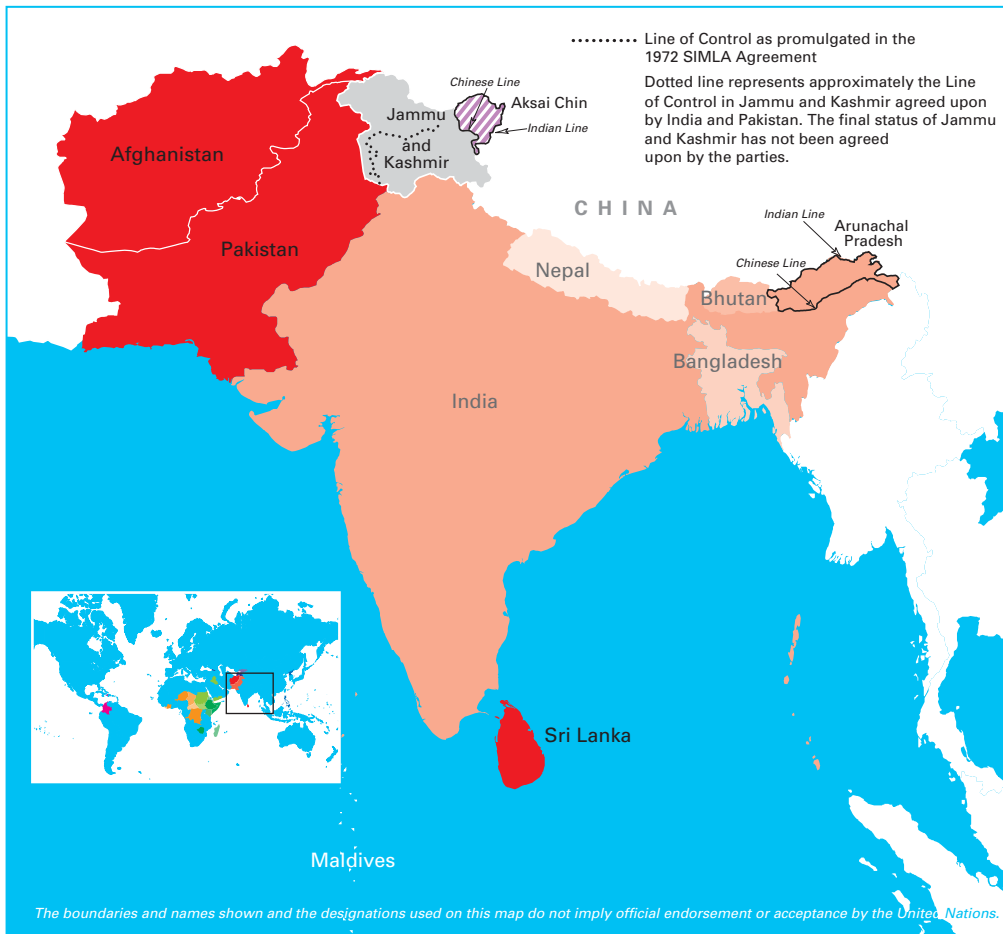 Line of Control as promulgated in the
1972 SIMLA Agreement
Dotted line represents approximately the Line
of Control in Jammu and Kashmir agreed upon
by India and Pakistan. The final status of Jammu
and Kashmir has not been agreed
upon by the parties.
Chinese Line
Aksai Chin
Indian Line
Jammu
and
Kashmir
Afghanistan
Pakistan
CHINA
Indian Line
Arunachal
Pradesh
Chinese Line
Nepal
Bhutan
Bangladesh
India
Sri Lanka
Maldives
The boundaries and names shown and the designations used on this map do not imply official endorsement or acceptance by the United Nations.